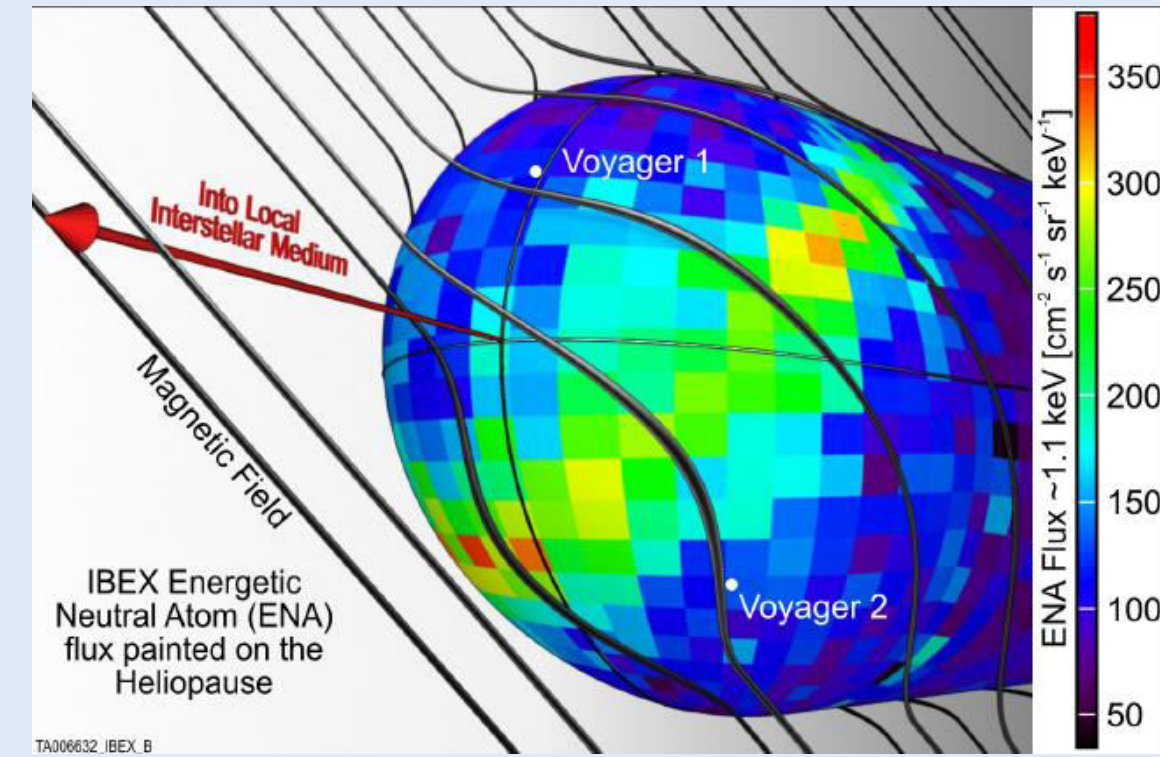 Voyager 1
Into Local
Interstellar Medium
Magnetic Field
Voyager 2
IBEX Energetic
Neutral Atom (ENA)
flux painted on the
Heliopause
TA006632_IBEX_B
ENA Flux ~1.1 keV [cm⁻² s⁻¹ sr⁻¹ keV⁻¹]
350
300
250
200
150
100
50